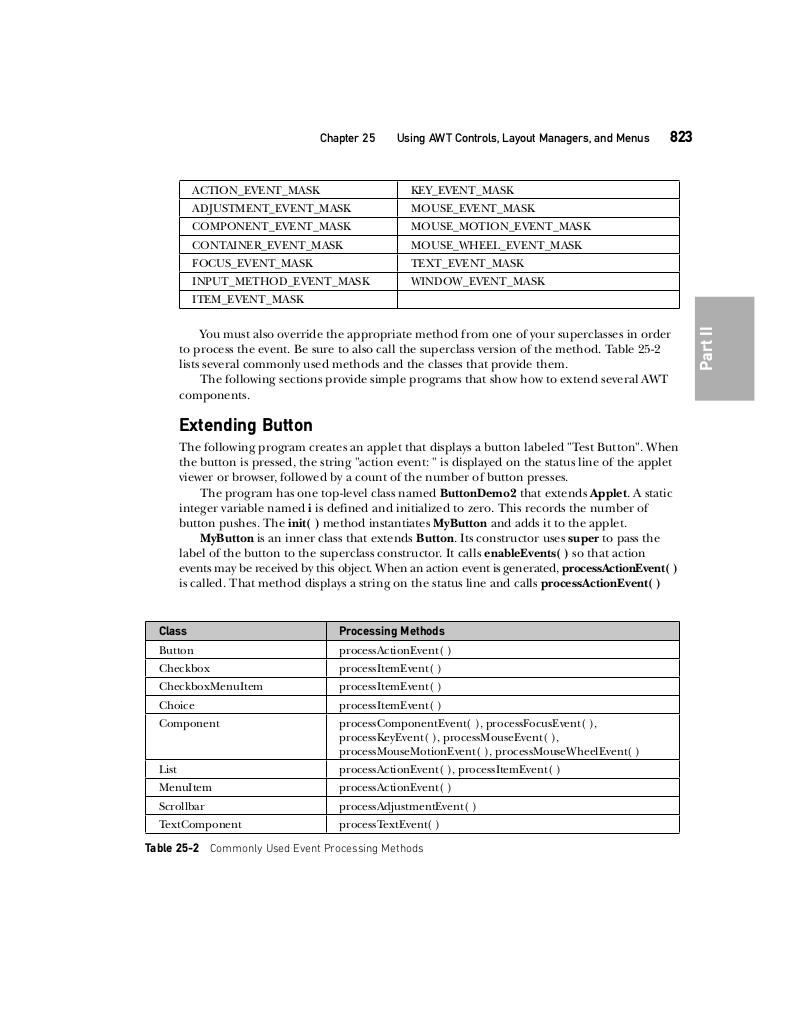 Chapter 25 Using AWT Controls, Layout Managers, and Menus 823
ACTION_EVENT_MASK KEY_EVENT_MASK
ADJUSTMENT_EVENT_MASK MOUSE_EVENT_MASK
COMPONENT_EVENT_MASK MOUSE_MOTION_EVENT_MASK
CONTAINER_EVENT_MASK MOUSE_WHEEL_EVENT_MASK
FOCUS_EVENT_MASK TEXT_EVENT_MASK
INPUT_METHOD_EVENT_MASK WINDOW_EVENT_MASK
ITEM_EVENT_MASK
Part II
You must also override the appropriate method from one of your superclasses in order
to process the event. Be sure to also call the superclass version of the method. Table 25-2
lists several commonly used methods and the classes that provide them.
The following sections provide simple programs that show how to extend several AWT
components.
Extending Button
The following program creates an applet that displays a button labeled "Test Button". When
the button is pressed, the string "action event: " is displayed on the status line of the applet
viewer or browser, followed by a count of the number of button presses.
The program has one top-level class named ButtonDemo2 that extends Applet. A static
integer variable named i is defined and initialized to zero. This records the number of
button pushes. The init( ) method instantiates MyButton and adds it to the applet.
MyButton is an inner class that extends Button. Its constructor uses super to pass the
label of the button to the superclass constructor. It calls enableEvents( ) so that action
events may be received by this object. When an action event is generated, processActionEvent( )
is called. That method displays a string on the status line and calls processActionEvent( )
Class Processing Methods
Button processActionEvent( )
Checkbox processItemEvent( )
CheckboxMenuItem processItemEvent( )
Choice processItemEvent( )
Component processComponentEvent( ), processFocusEvent( ),
processKeyEvent( ), processMouseEvent( ),
processMouseMotionEvent( ), processMouseWheelEvent( )
List processActionEvent( ), processItemEvent( )
MenuItem processActionEvent( )
Scrollbar processAdjustmentEvent( )
TextComponent processTextEvent( )
Table 25-2 Commonly Used Event Processing Methods